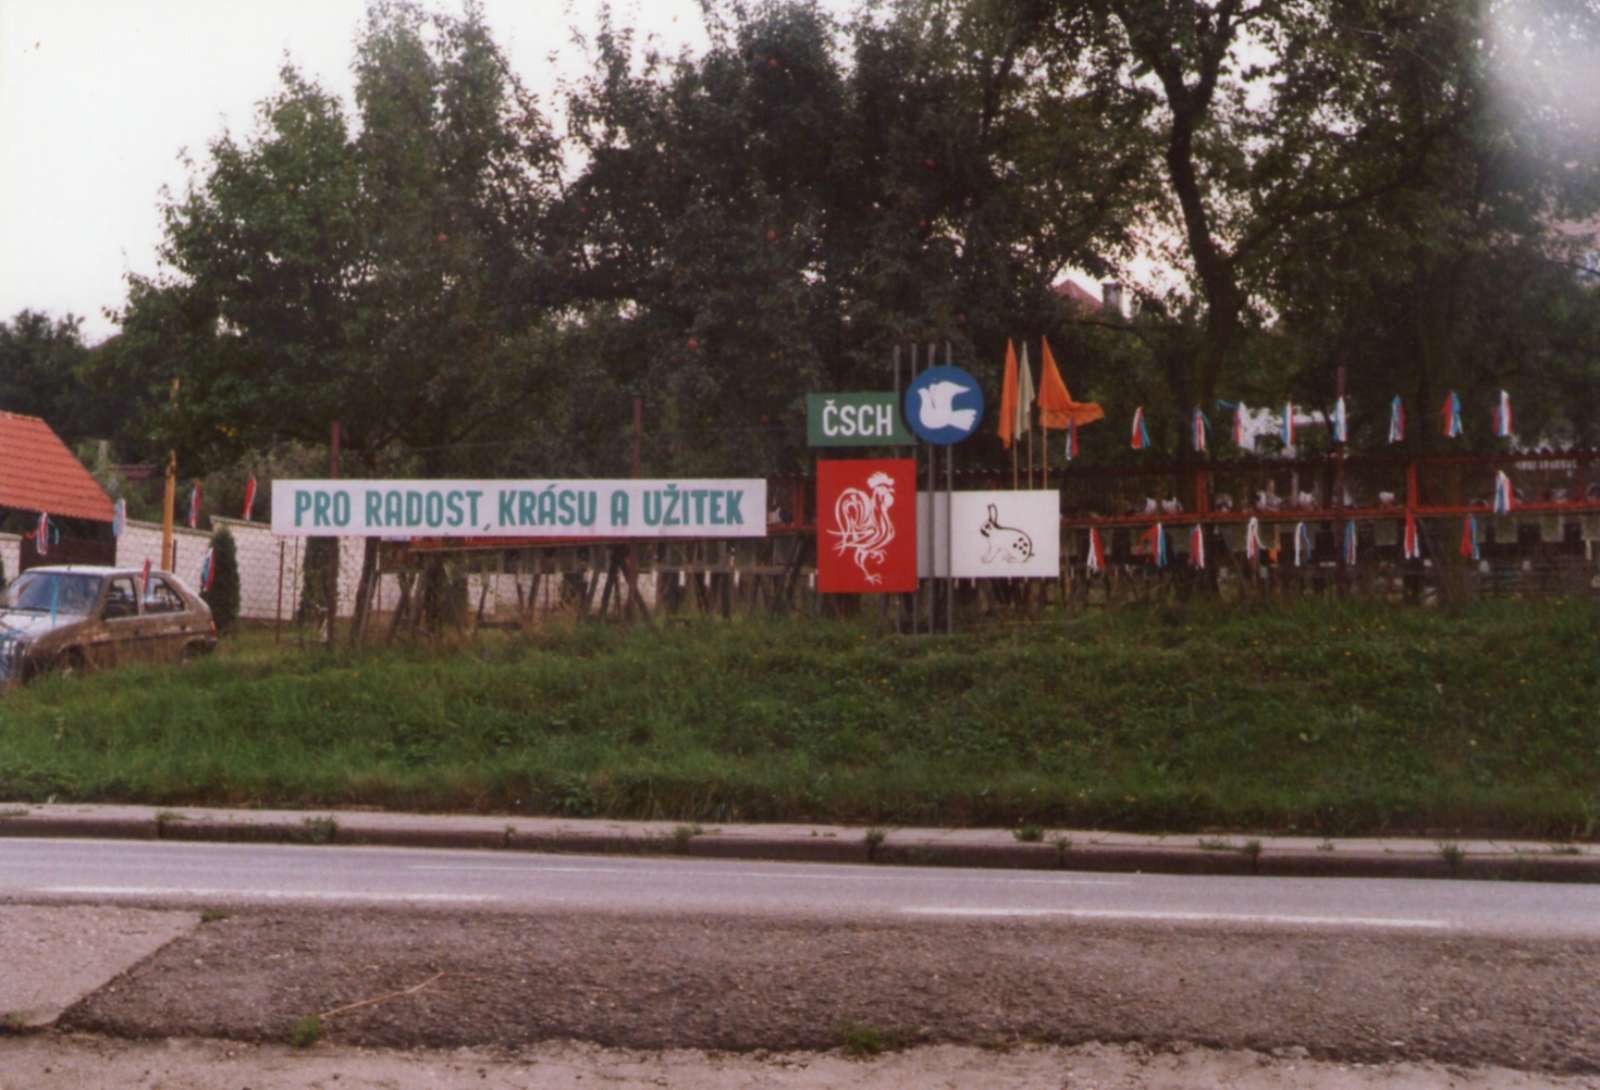 ČSCH
PRO RADOST, KRÁSU A UŽITEK